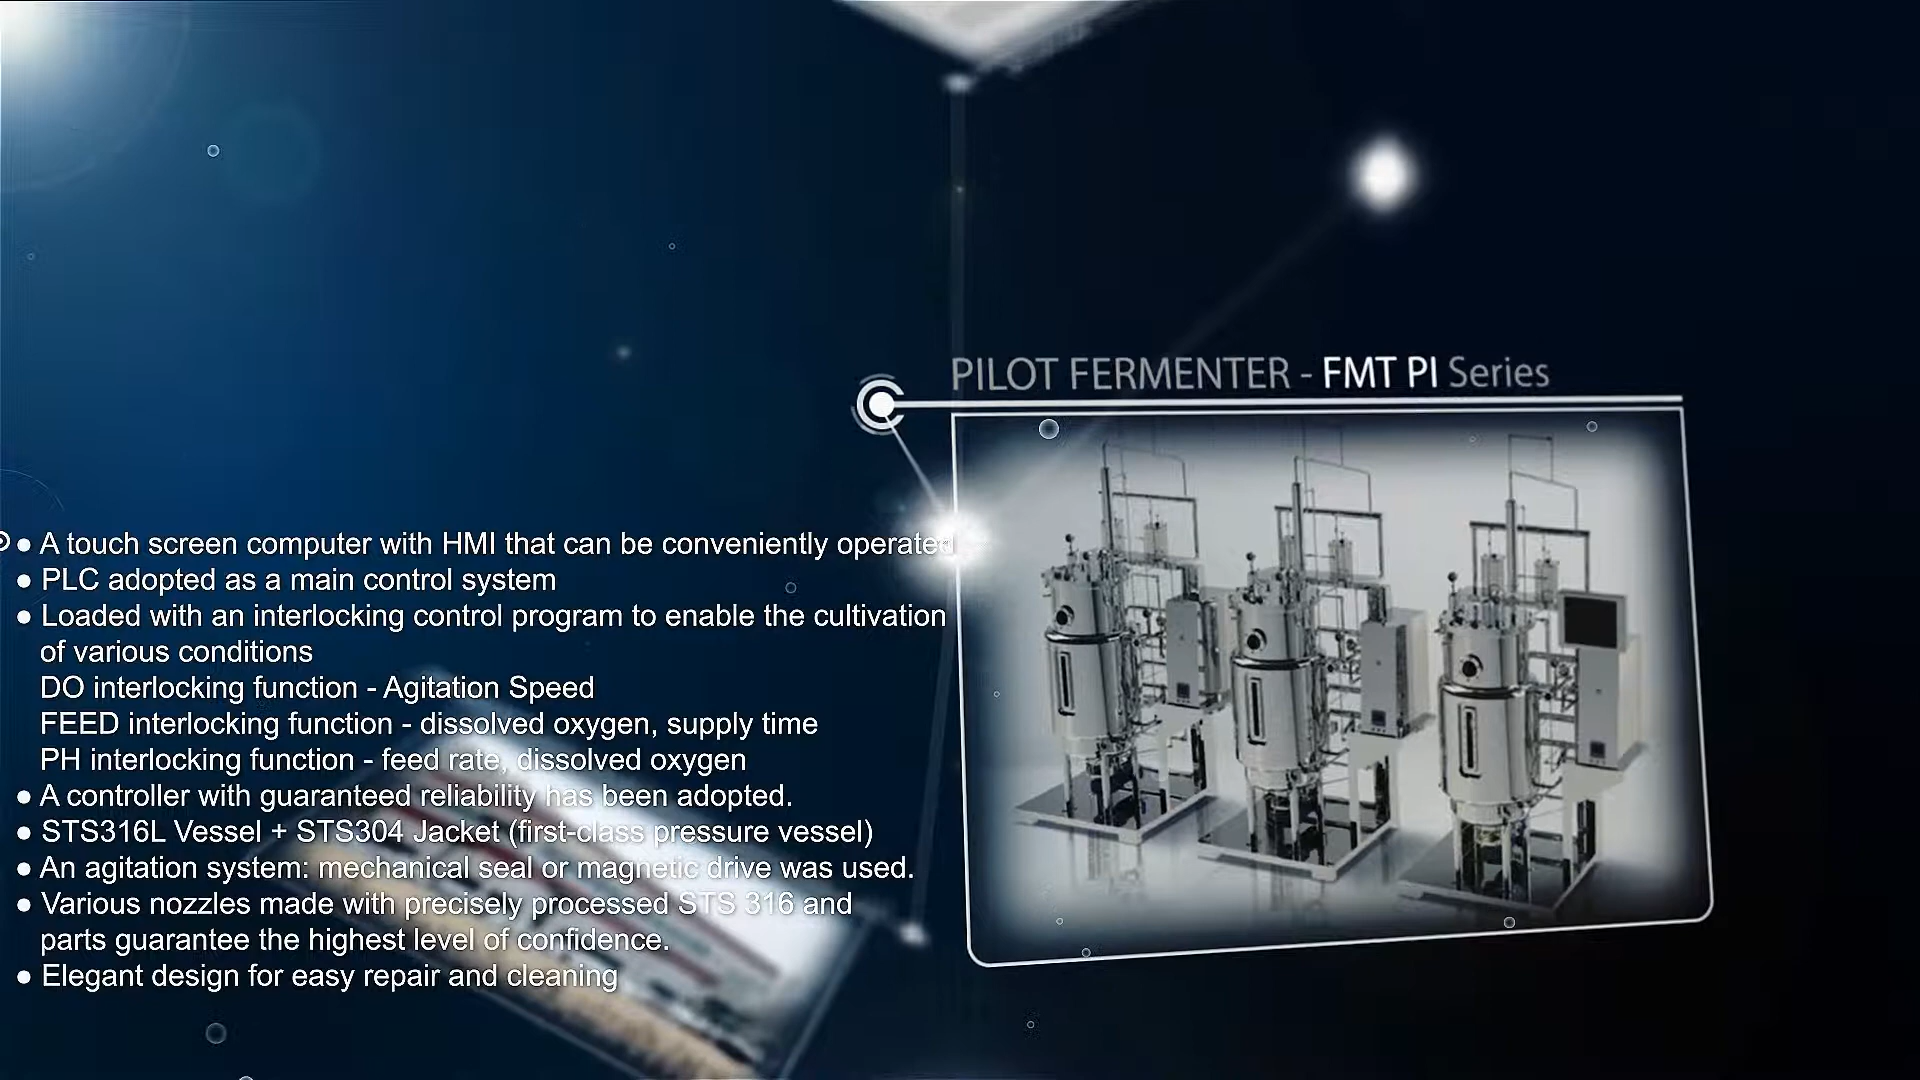 PILOT FERMENTER - FMT PI Series
● A touch screen computer with HMI that can be conveniently operated
● PLC adopted as a main control system
● Loaded with an interlocking control program to enable the cultivation
of various conditions
DO interlocking function - Agitation Speed
FEED interlocking function - dissolved oxygen, supply time
PH interlocking function - feed rate, dissolved oxygen
● A controller with guaranteed reliability has been adopted.
● STS316L Vessel + STS304 Jacket (first-class pressure vessel)
● An agitation system: mechanical seal or magnetic drive was used.
● Various nozzles made with precisely processed STS 316 and
parts guarantee the highest level of confidence.
● Elegant design for easy repair and cleaning